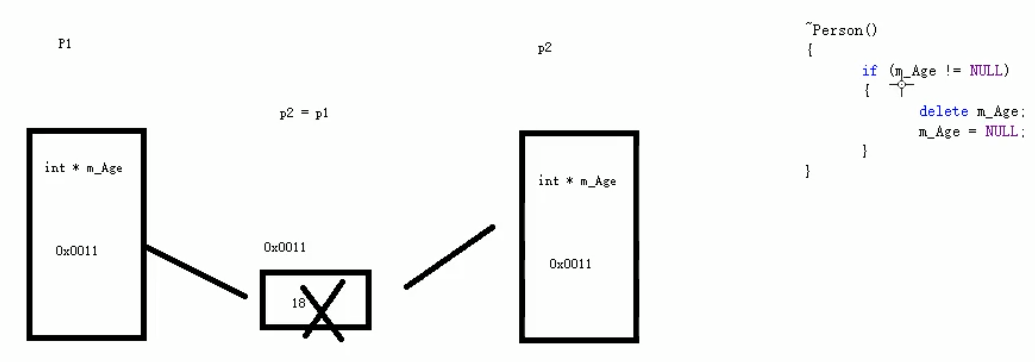 P1
p2
p2 = p1
int * m_Age
0x0011
0x0011
18
int * m_Age
0x0011
~Person()
{
if (m_Age != NULL)
{
delete m_Age;
m_Age = NULL;
}
}